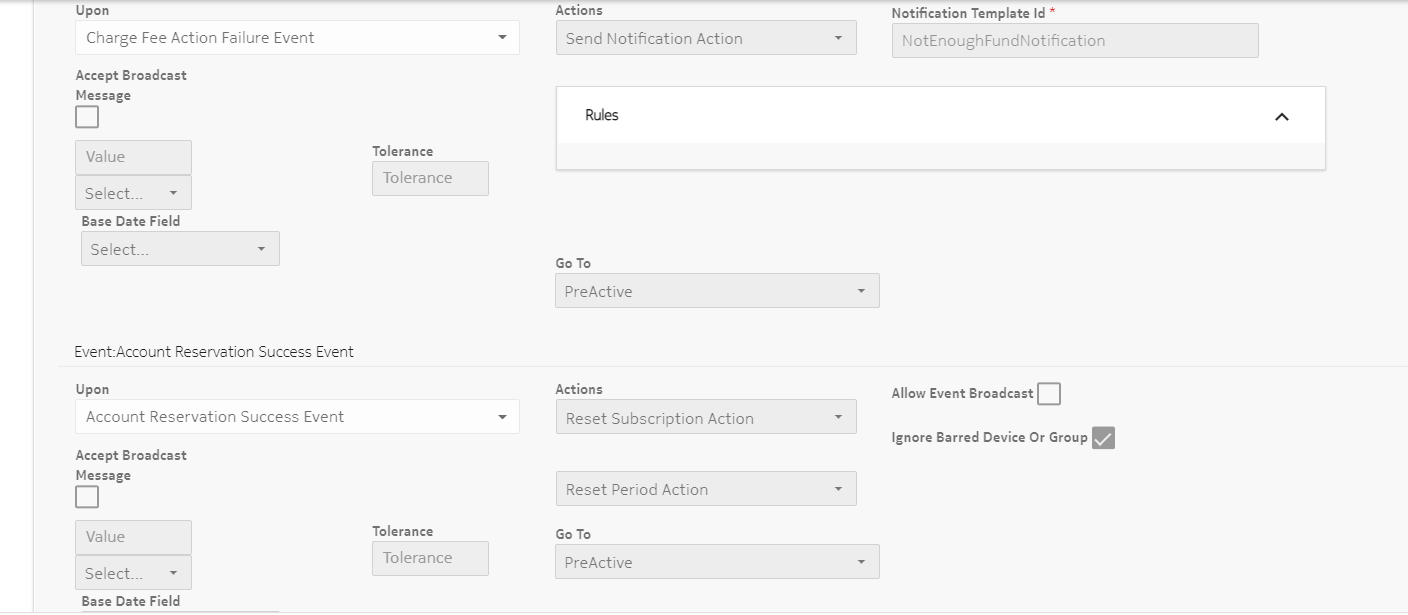 Upon
Charge Fee Action Failure Event
Actions
Send Notification Action
Notification Template Id *
NotEnoughFundNotification
Accept Broadcast
Message
Rules
Value
Select...
Tolerance
Tolerance
Base Date Field
Select...
Go To
PreActive
Event:Account Reservation Success Event
Upon
Account Reservation Success Event
Actions
Reset Subscription Action
Allow Event Broadcast
Ignore Barred Device Or Group
Accept Broadcast
Message
Reset Period Action
Value
Select...
Tolerance
Tolerance
Go To
PreActive
Base Date Field